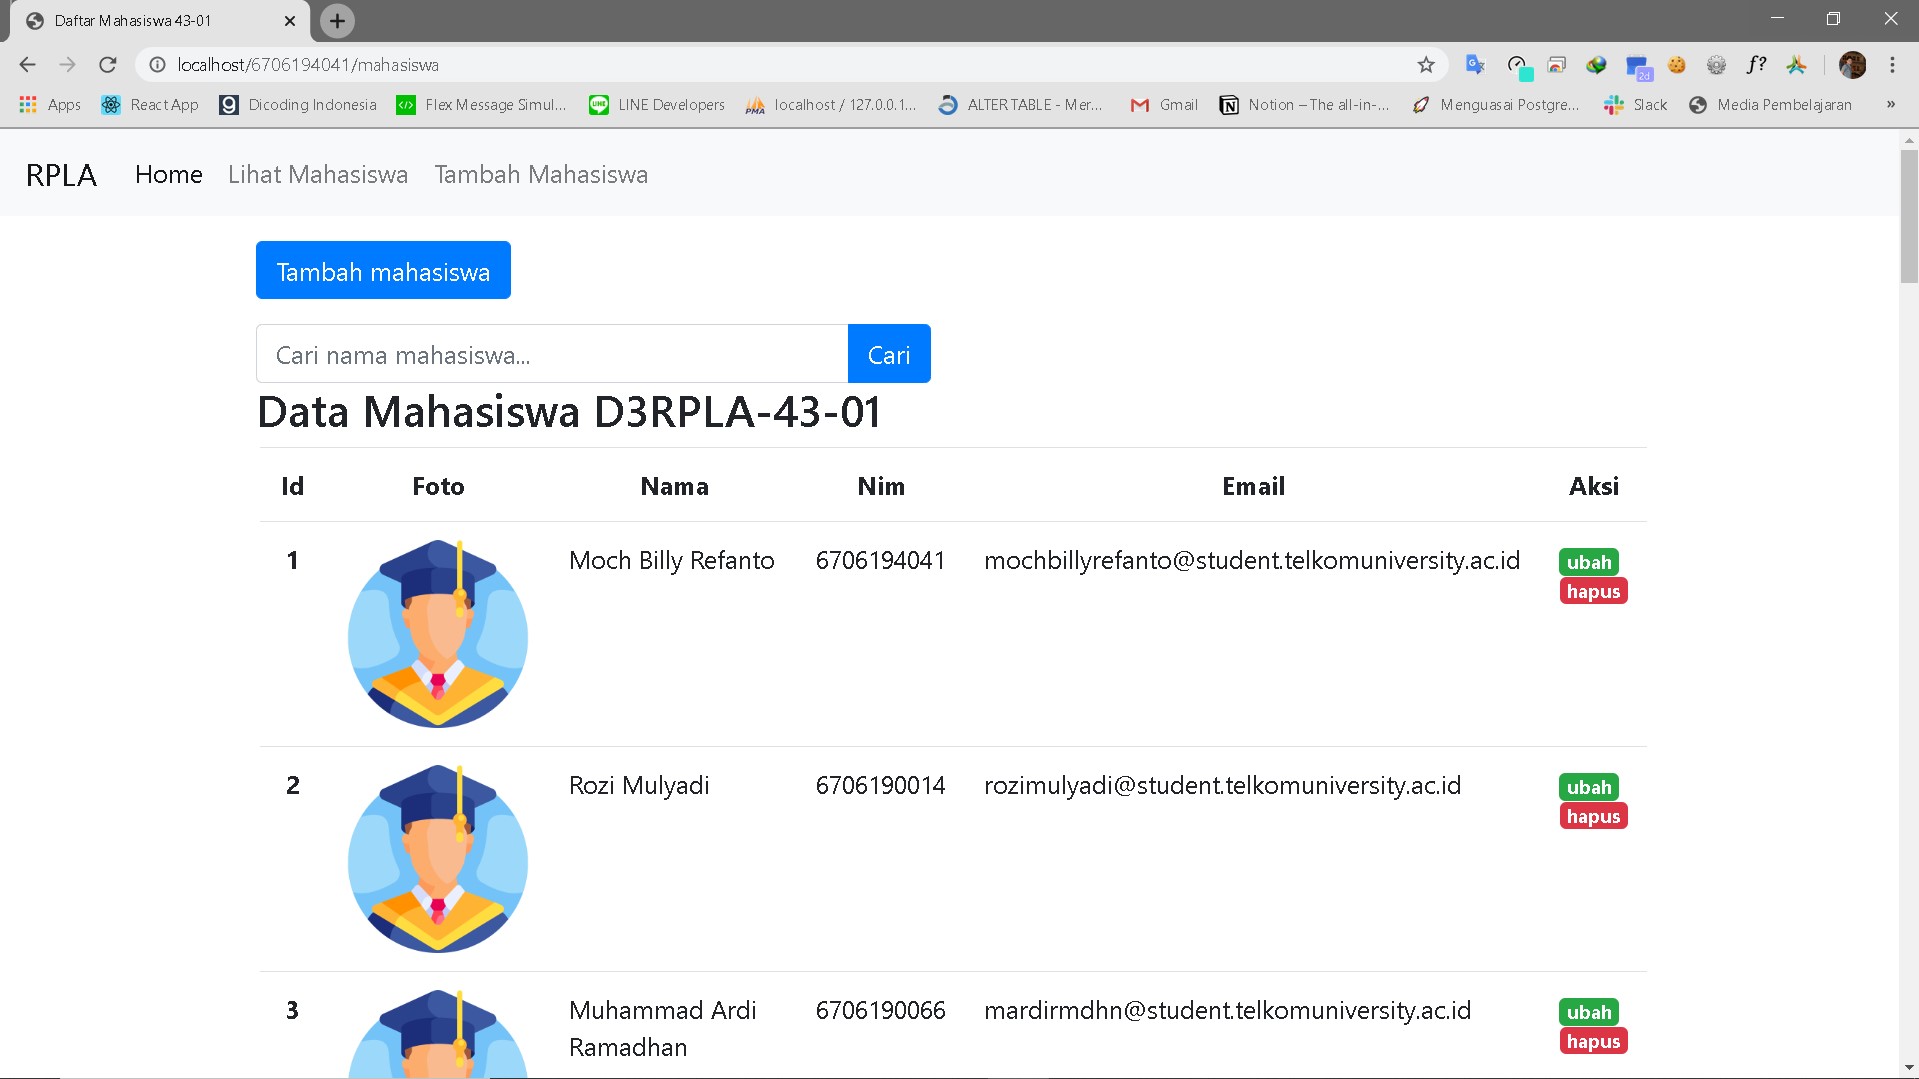 Daftar Mahasiswa 43-01
localhost/6706194041/mahasiswa
2d
f?
Apps
React App
Dicoding Indonesia
Flex Message Simul...
LINE Developers
localhost / 127.0.0.1...
ALTER TABLE - Mer...
Gmail
Notion – The all-in-...
Menguasai Postgre...
Slack
Media Pembelajaran
»
RPLA Home Lihat Mahasiswa Tambah Mahasiswa
Tambah mahasiswa
Cari nama mahasiswa... Cari
Data Mahasiswa D3RPLA-43-01
Id Foto Nama Nim Email Aksi
1 Moch Billy Refanto 6706194041 mochbillyrefanto@student.telkomuniversity.ac.id ubah
hapus
2 Rozi Mulyadi 6706190014 rozimulyadi@student.telkomuniversity.ac.id ubah
hapus
3 Muhammad Ardi 6706190066 mardirmdhn@student.telkomuniversity.ac.id ubah
Ramadhan hapus